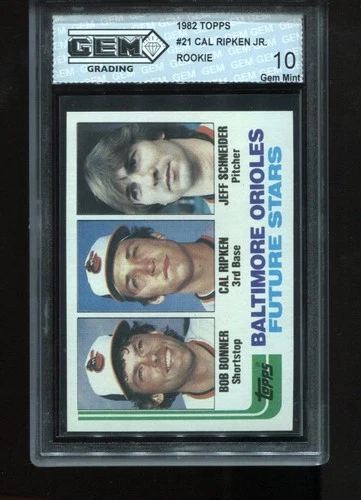 GEM
GRADING
1982 TOPPS
#21 CAL RIPKEN JR.
ROOKIE
10
Gem Mint
BOB BONNER
Shortstop
CAL RIPKEN
3rd Base
JEFF SCHNEIDER
Pitcher
BALTIMORE ORIOLES
FUTURE STARS
Topps